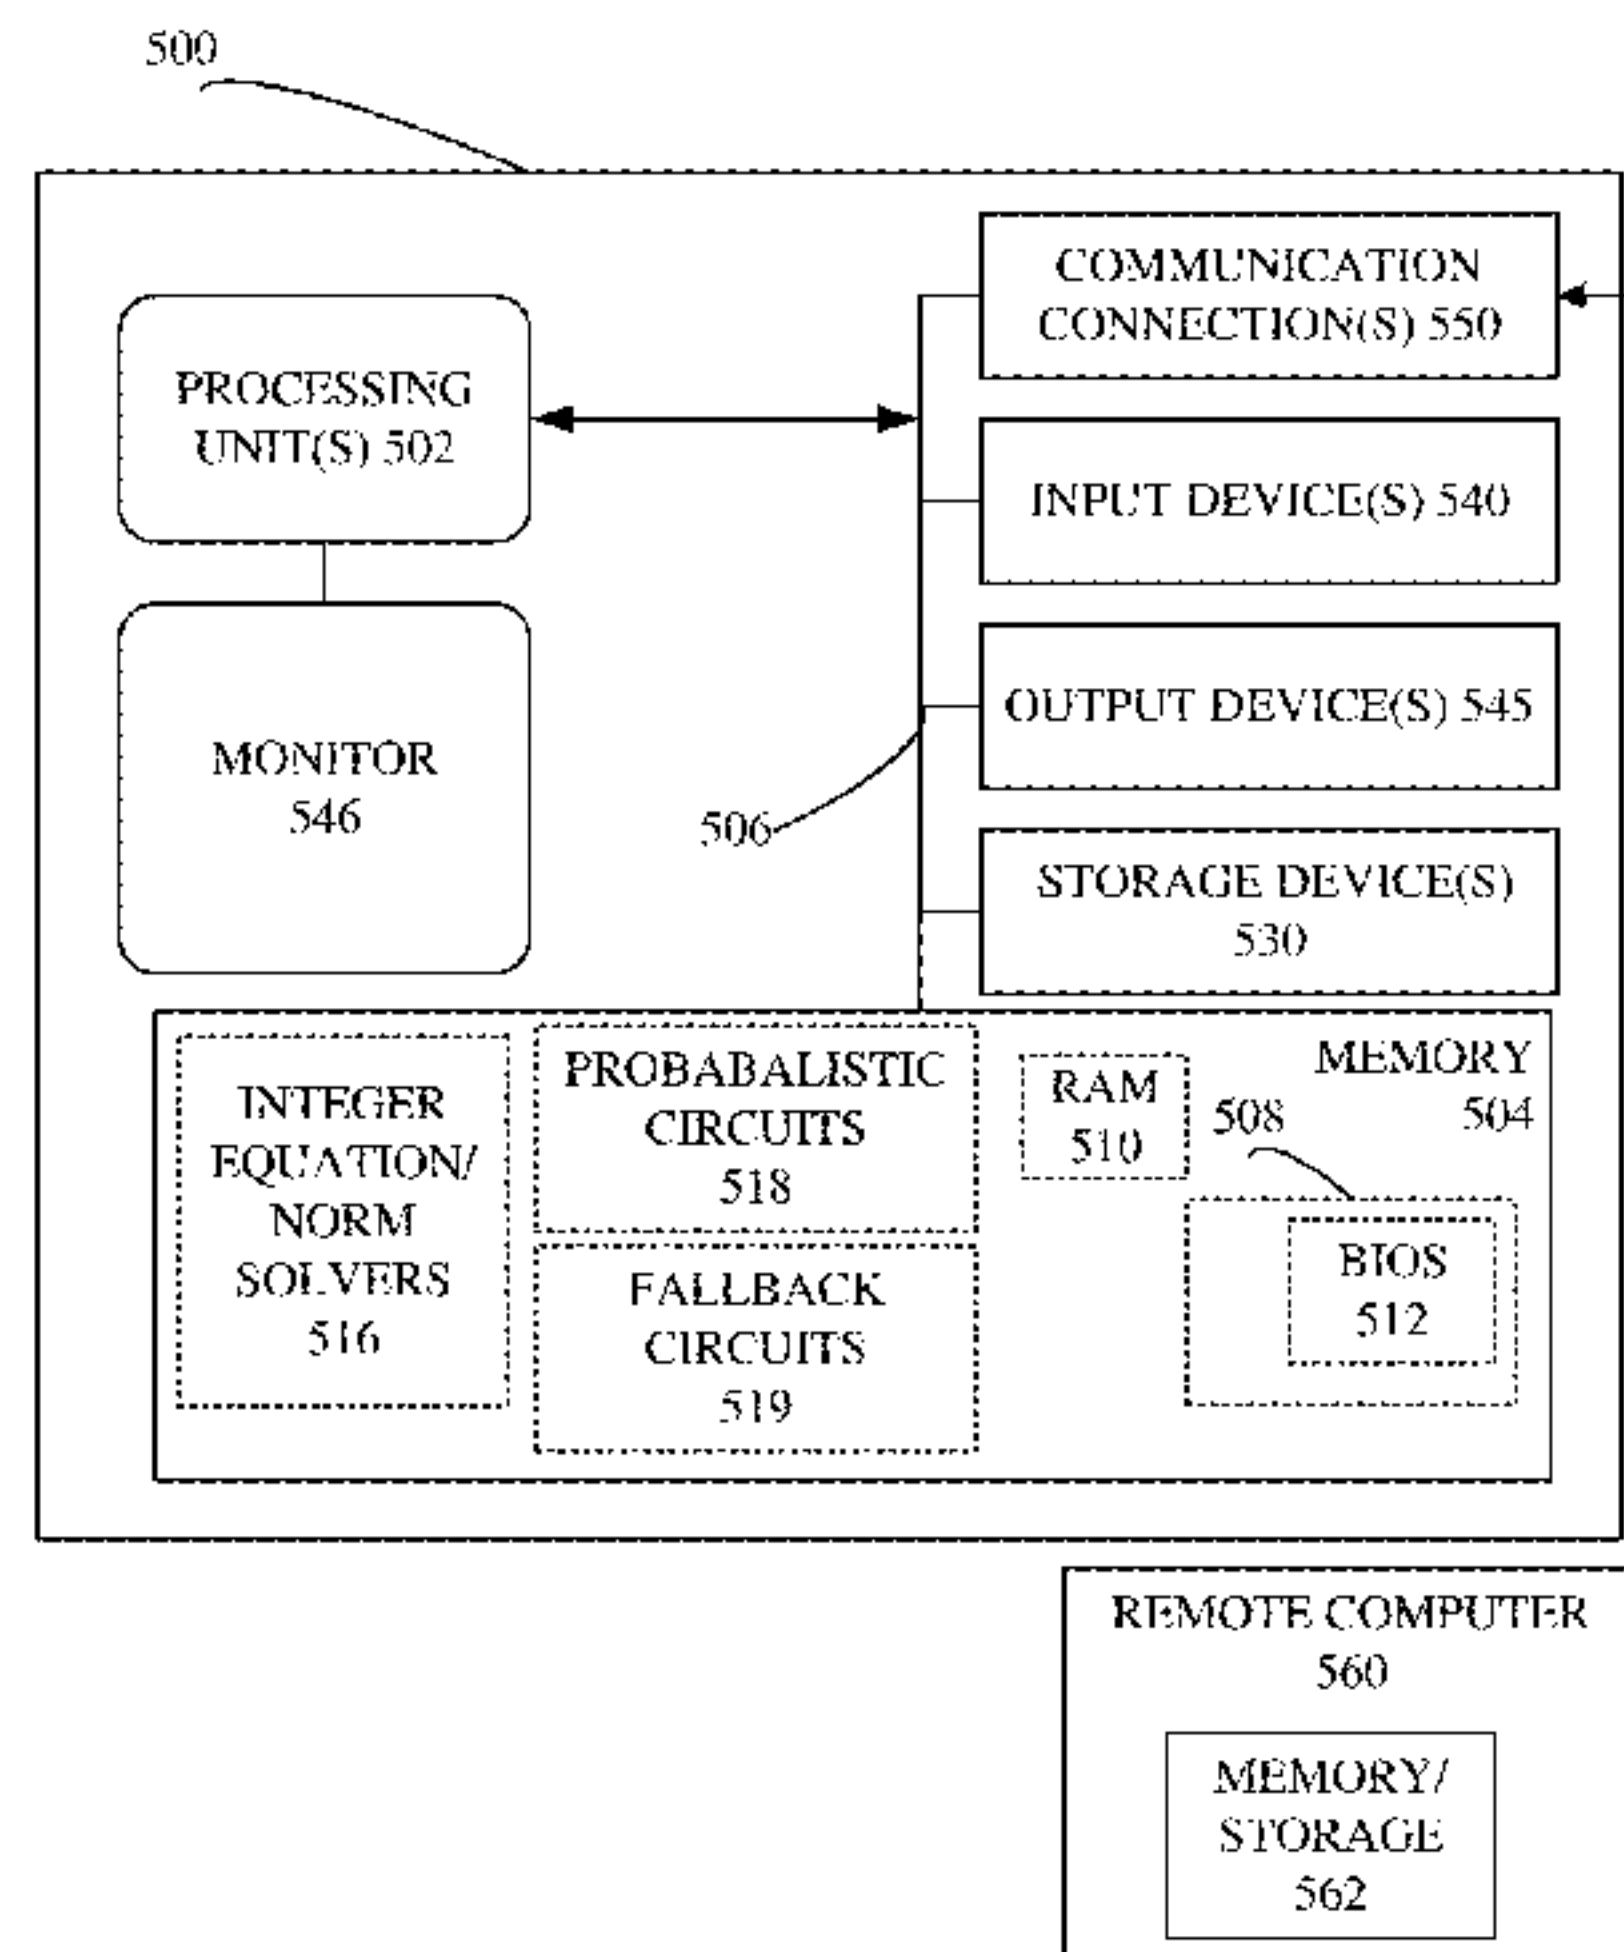 500
COMMUNICATION
CONNECTION(S) 550
PROCESSING
UNIT(S) 502
INPUT DEVICE(S) 540
OUTPUT DEVICE(S) 545
MONITOR
546
506
STORAGE DEVICE(S)
530
INTEGER
EQUATION/
NORM
SOLVERS
516
PROBABALISTIC
CIRCUITS
518
FALLBACK
CIRCUITS
519
RAM
510
MEMORY
504
508
BIOS
512
REMOTE COMPUTER
560
MEMORY/
STORAGE
562